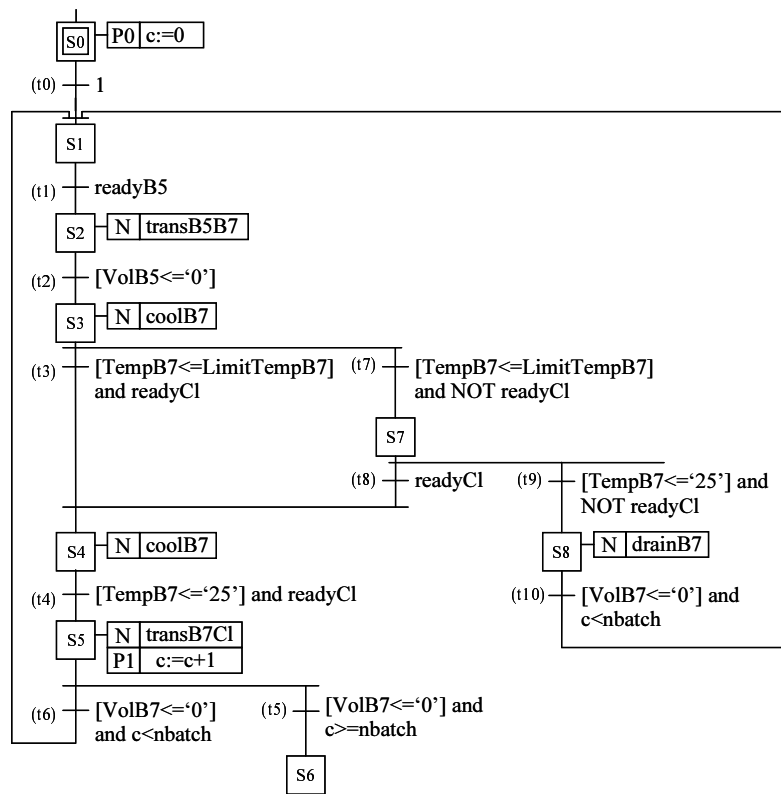 S0 P0 c:=0
(t0) 1
S1
(t1) readyB5
S2 N transB5B7
(t2) [VolB5<=‘0’]
S3 N coolB7
(t3) [TempB7<=LimitTempB7]
and readyCl
(t7) [TempB7<=LimitTempB7]
and NOT readyCl
S7
(t8) readyCl
(t9) [TempB7<=‘25’] and
NOT readyCl
S4 N coolB7
S8 N drainB7
(t4) [TempB7<=‘25’] and readyCl
(t10) [VolB7<=‘0’] and
c<nbatch
S5 N transB7Cl
P1 c:=c+1
(t6) [VolB7<=‘0’]
and c<nbatch
(t5) [VolB7<=‘0’] and
c>=nbatch
S6